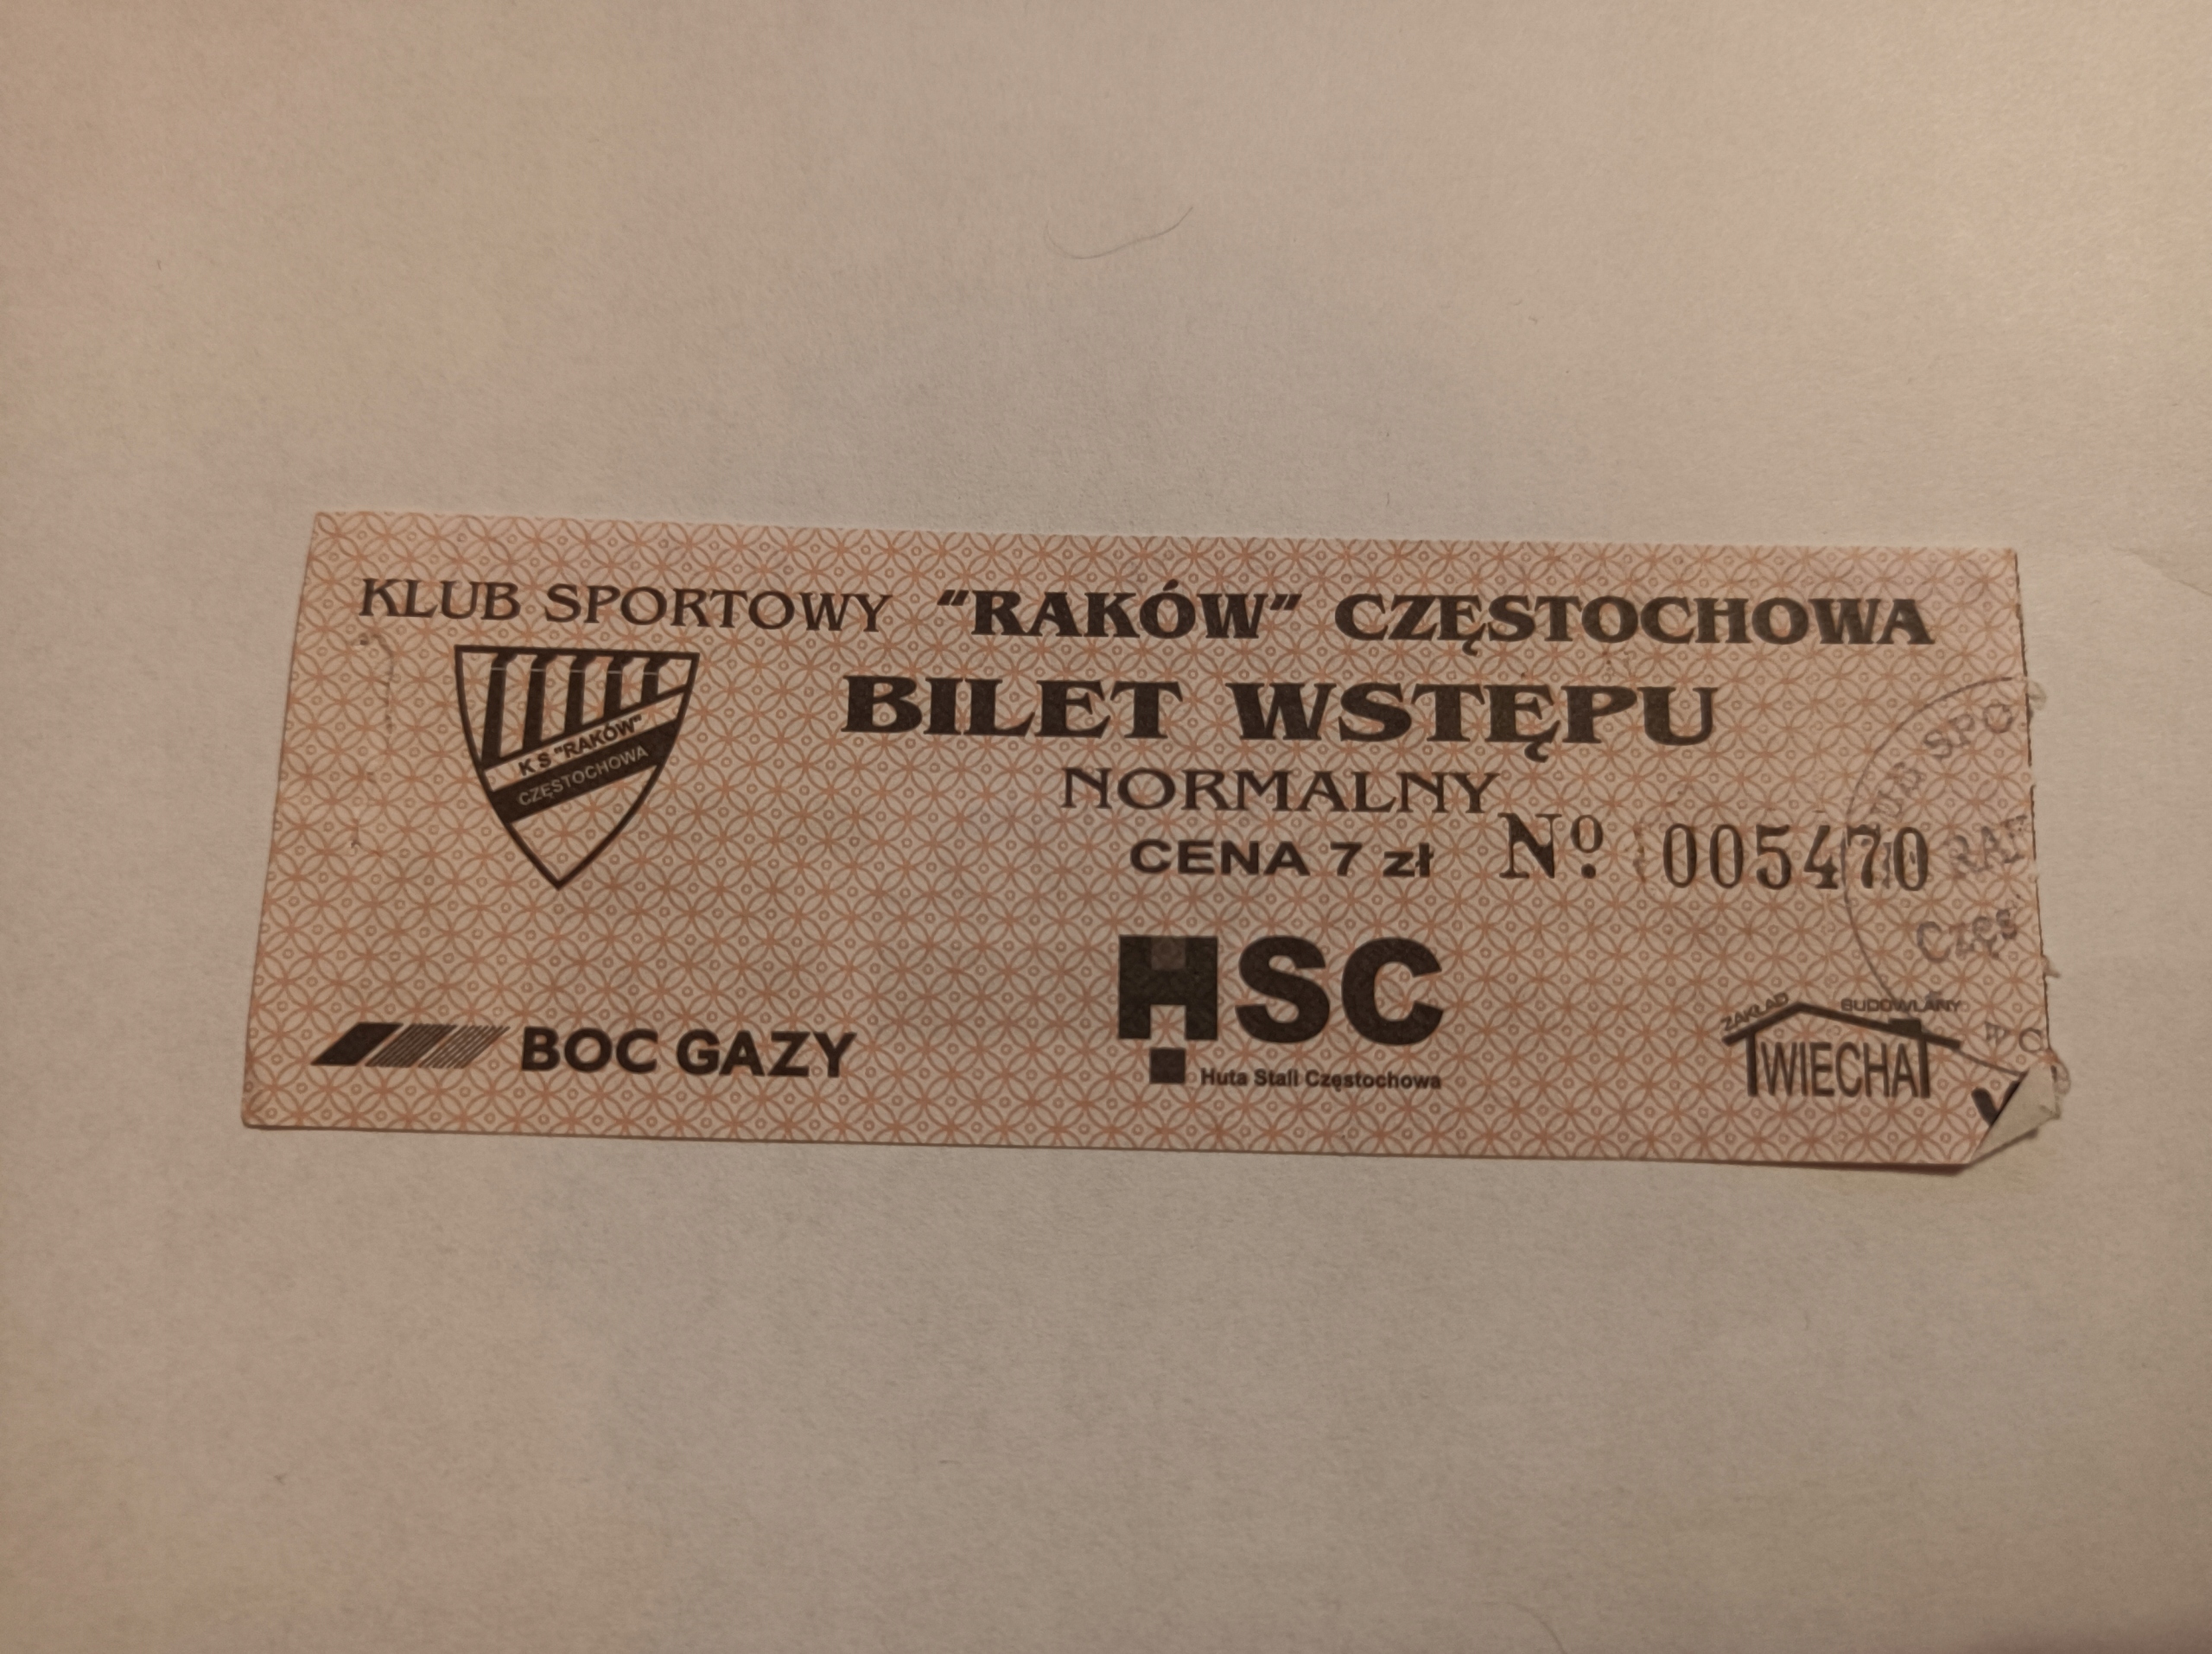 KLUB SPORTOWY "RAKÓW" CZĘSTOCHOWA
K S "RAKÓW"
CZĘSTOCHOWA
BILET WSTĘPU
NORMALNY
CENA 7 zł Nº 005470
BOC GAZY
HSC
Huta Stali Częstochowa
ZAKŁAD BUDOWLANY
WIECHA